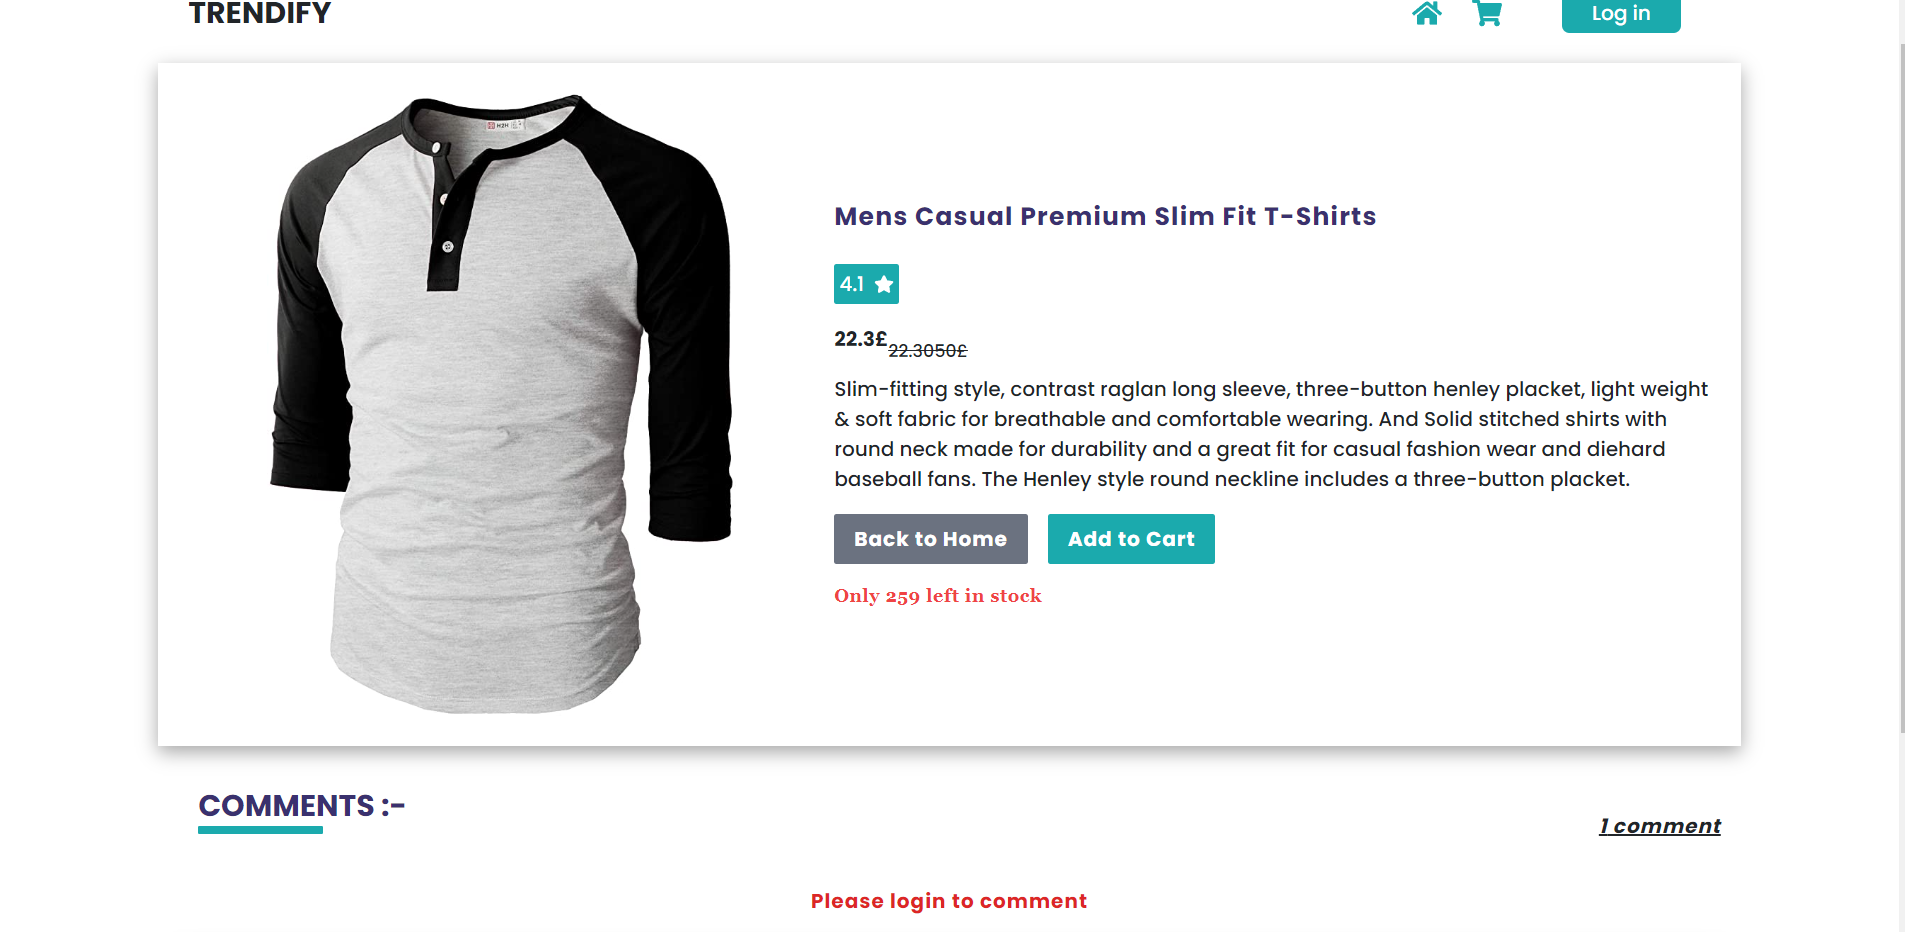 TRENDIFY
Log in
H2H
Mens Casual Premium Slim Fit T-Shirts
4.1
22.3£ 22.3050£
Slim-fitting style, contrast raglan long sleeve, three-button henley placket, light weight
& soft fabric for breathable and comfortable wearing. And Solid stitched shirts with
round neck made for durability and a great fit for casual fashion wear and diehard
baseball fans. The Henley style round neckline includes a three-button placket.
Back to Home
Add to Cart
Only 259 left in stock
COMMENTS :-
1 comment
Please login to comment